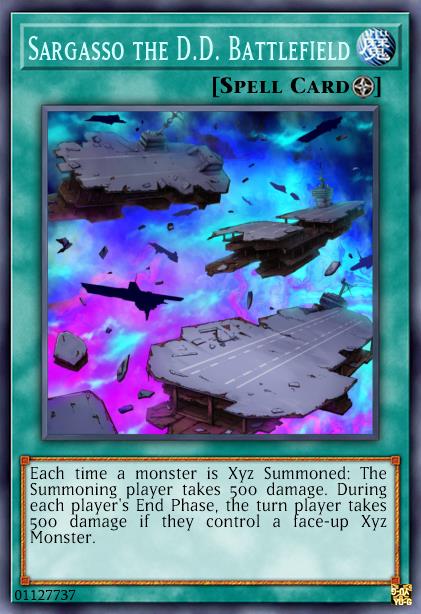 SARGASSO THE D.D. BATTLEFIELD
[SPELL CARD]
Each time a monster is Xyz Summoned: The
Summoning player takes 500 damage. During
each player's End Phase, the turn player takes
500 damage if they control a face-up Xyz
Monster.
01127737